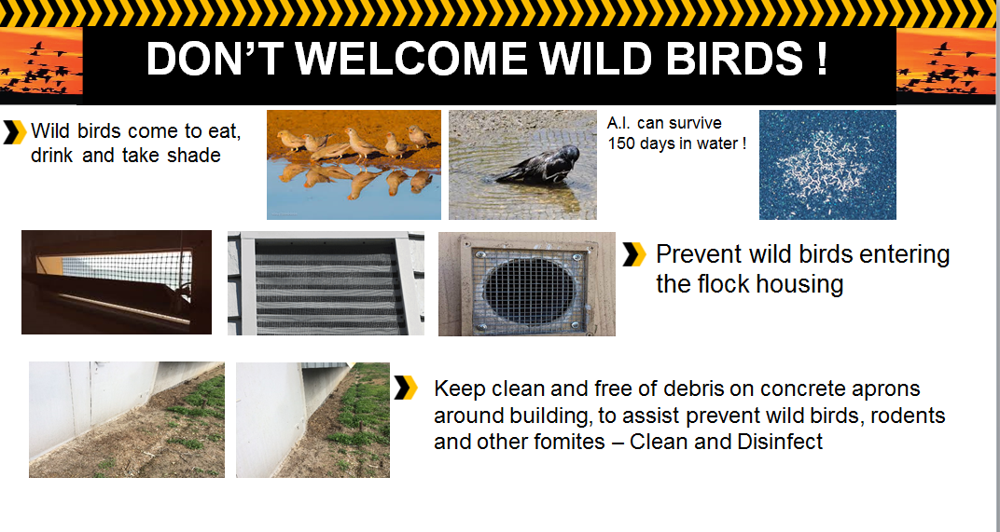 DON’T WELCOME WILD BIRDS !
Wild birds come to eat,
drink and take shade
A.I. can survive
150 days in water !
Prevent wild birds entering
the flock housing
Keep clean and free of debris on concrete aprons
around building, to assist prevent wild birds, rodents
and other fomites – Clean and Disinfect